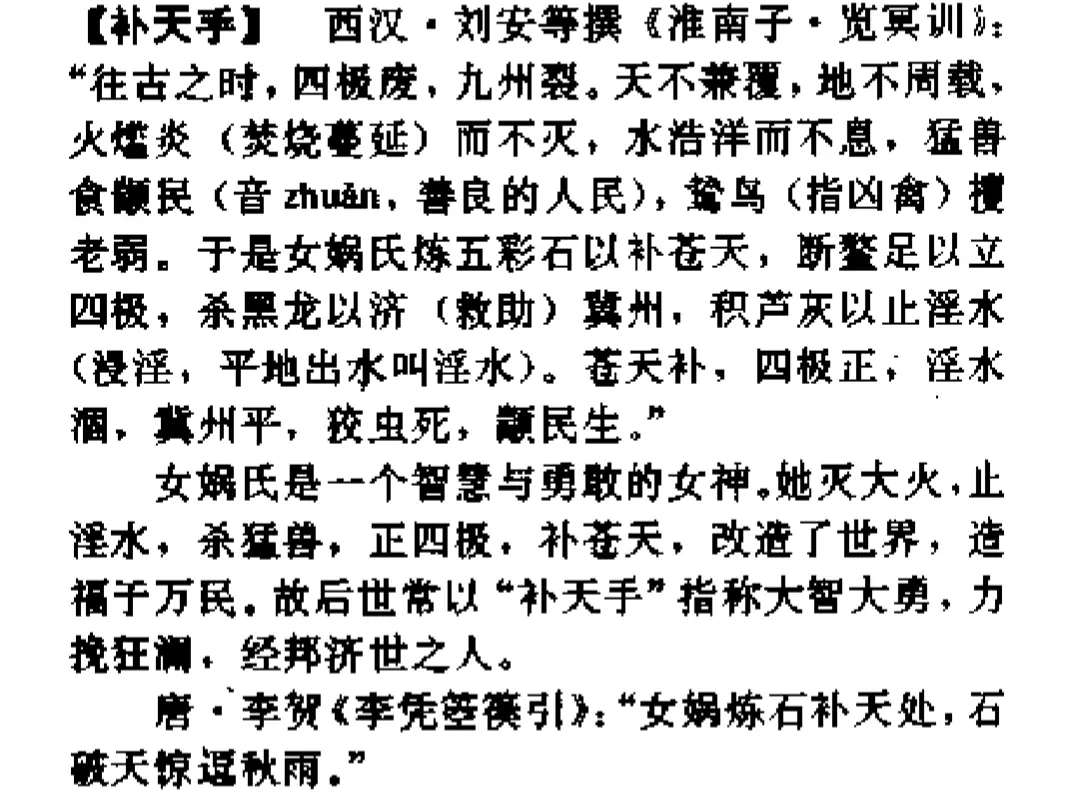 【补天手】 西汉·刘安等撰《淮南子·览冥训》:
“往古之时,四极废,九州裂。天不兼覆,地不周载,
火爁炎(焚烧蔓延)而不灭,水浩洋而不息,猛兽
食颛民(音zhuān,善良的人民),鸷鸟(指凶禽)攫
老弱。于是女娲氏炼五彩石以补苍天,断鳌足以立
四极,杀黑龙以济(救助)冀州,积芦灰以止淫水
(浸淫,平地出水叫淫水)。苍天补,四极正,淫水
涸,冀州平,狡虫死,颛民生。”
女娲氏是一个智慧与勇敢的女神。她灭大火,止
淫水,杀猛兽,正四极,补苍天,改造了世界,造
福于万民。故后世常以“补天手”指称大智大勇,力
挽狂澜,经邦济世之人。
唐·李贺《李凭箜篌引》:“女娲炼石补天处,石
破天惊逗秋雨。”